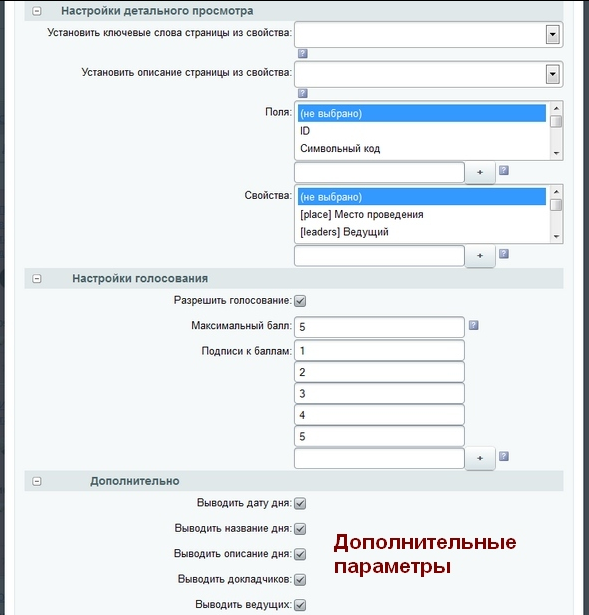 Настройки детального просмотра
Установить ключевые слова страницы из свойства:
?
Установить описание страницы из свойства:
?
Поля:
(не выбрано)
ID
Символьный код
+ ?
Свойства:
(не выбрано)
[place] Место проведения
[leaders] Ведущий
+ ?
Настройки голосования
Разрешить голосование:
Максимальный балл: 5 ?
Подписи к баллам: 1
2
3
4
5
+ ?
Дополнительно
Выводить дату дня:
Выводить название дня:
Выводить описание дня:
Выводить докладчиков:
Выводить ведущих:
Дополнительные
параметры